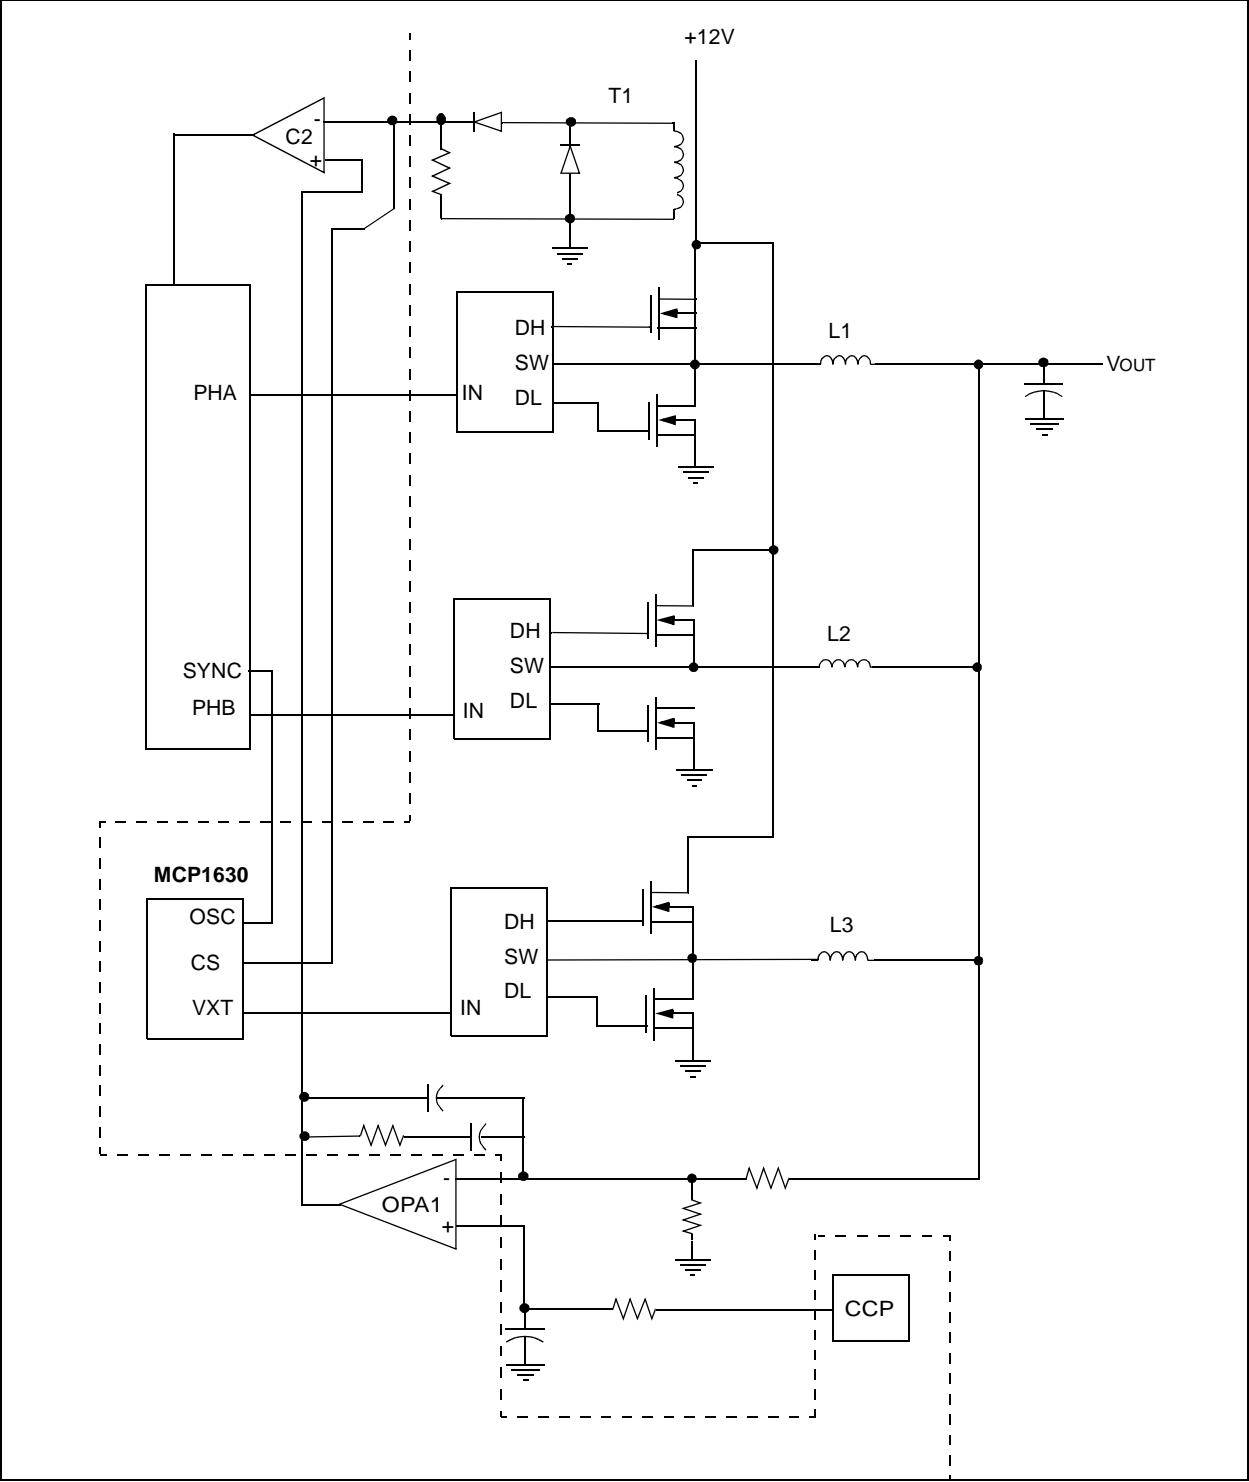 +12V
T1
-
C2
+
DH
L1
SW
VOUT
PHA
IN
DL
DH
L2
SYNC
SW
PHB
IN
DL
MCP1630
OSC
DH
L3
CS
SW
DL
VXT
IN
-
OPA1
+
CCP